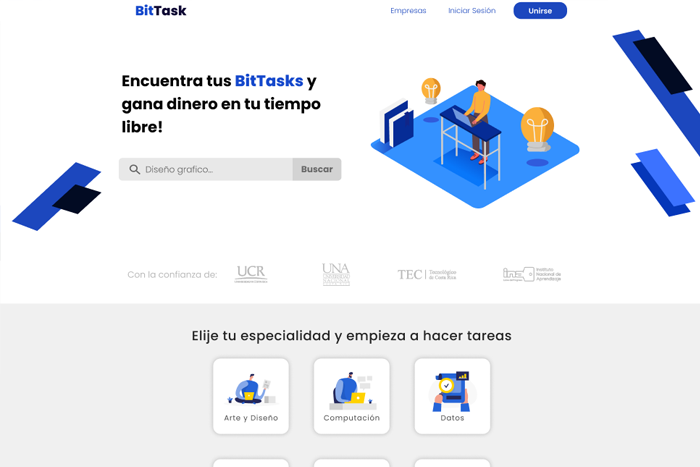 BitTask
Empresas
Iniciar Sesión
Unirse
Encuentra tus BitTasks y
gana dinero en tu tiempo
libre!
Diseño grafico...
Buscar
Con la confianza de:
UCR
UNA
TEC
Tecnológico
de Costa Rica
Instituto
Nacional de
Aprendizaje
Elije tu especialidad y empieza a hacer tareas
Arte y Diseño
Computación
Datos